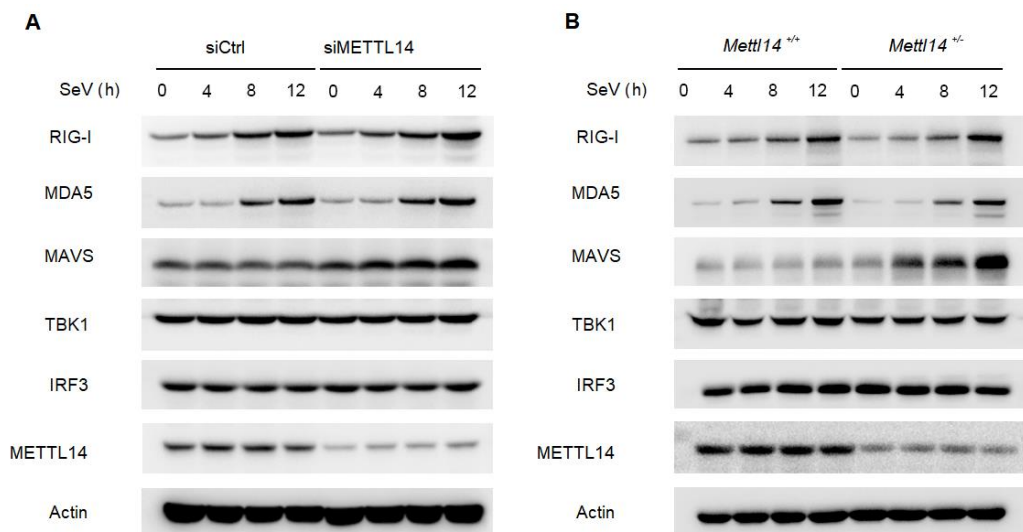 A
siCtrl siMETTL14
SeV (h) 0 4 8 12 0 4 8 12
RIG-I
MDA5
MAVS
TBK1
IRF3
METTL14
Actin
B
Mettl14 +/+ Mettl14 +/-
SeV (h) 0 4 8 12 0 4 8 12
RIG-I
MDA5
MAVS
TBK1
IRF3
METTL14
Actin